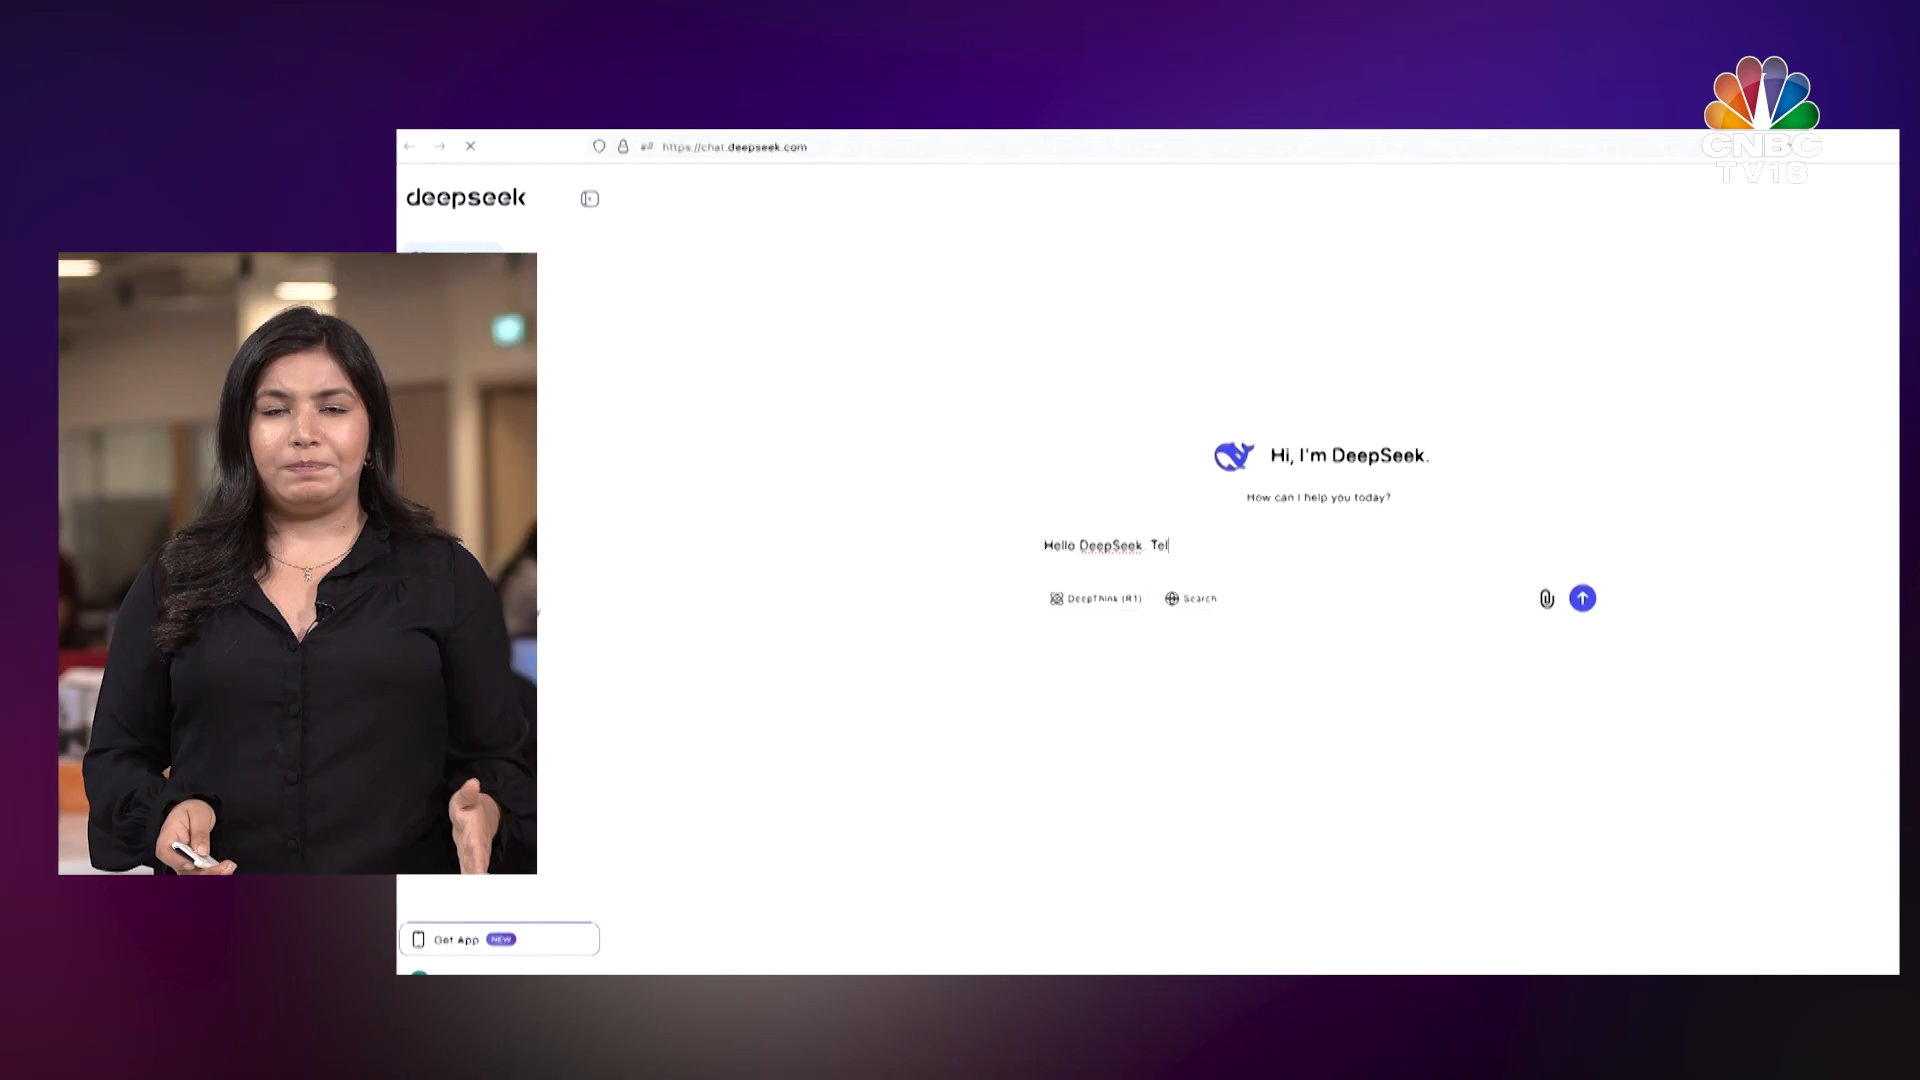 CNBC
TV18
https://chat.deepseek.com
deepseek
Hi, I'm DeepSeek.
How can I help you today?
Hello DeepSeek. Tel
DeepThink (R1)
Search
Get App NEW